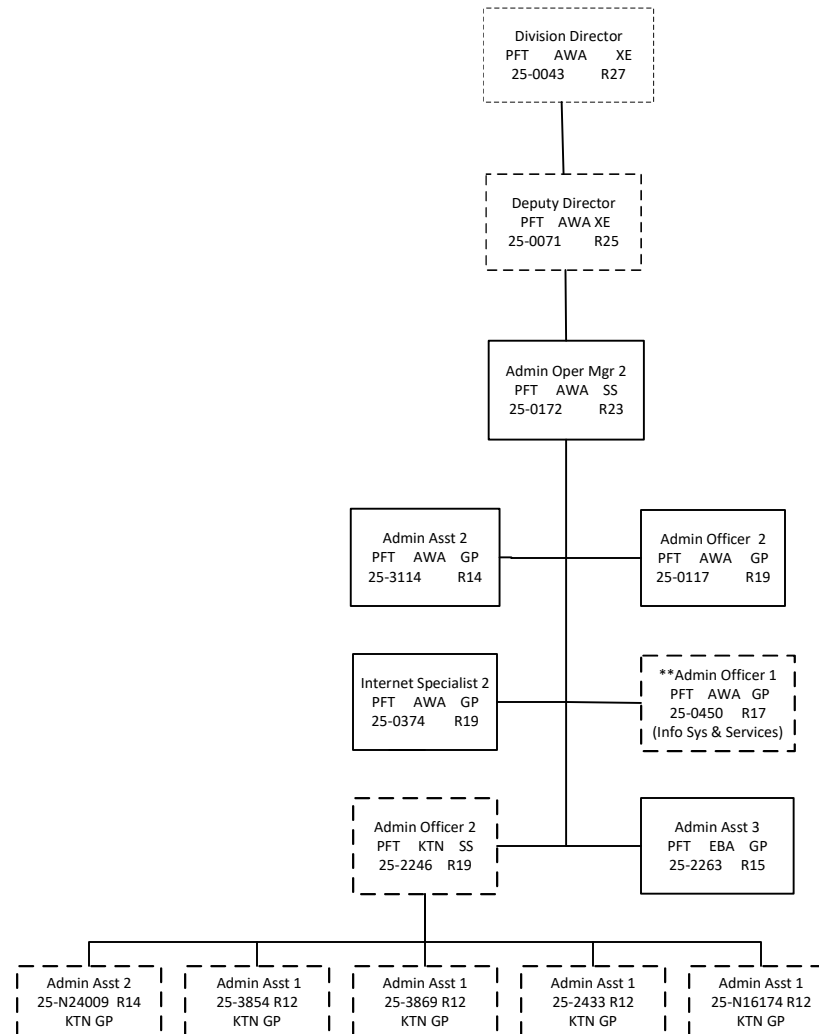 Division Director
PFT AWA XE
25-0043 R27
Deputy Director
PFT AWA XE
25-0071 R25
Admin Oper Mgr 2
PFT AWA SS
25-0172 R23
Admin Asst 2
PFT AWA GP
25-3114 R14
Admin Officer 2
PFT AWA GP
25-0117 R19
Internet Specialist 2
PFT AWA GP
25-0374 R19
**Admin Officer 1
PFT AWA GP
25-0450 R17
(Info Sys & Services)
Admin Officer 2
PFT KTN SS
25-2246 R19
Admin Asst 3
PFT EBA GP
25-2263 R15
Admin Asst 2
25-N24009 R14
KTN GP
Admin Asst 1
25-3854 R12
KTN GP
Admin Asst 1
25-3869 R12
KTN GP
Admin Asst 1
25-2433 R12
KTN GP
Admin Asst 1
25-N16174 R12
KTN GP